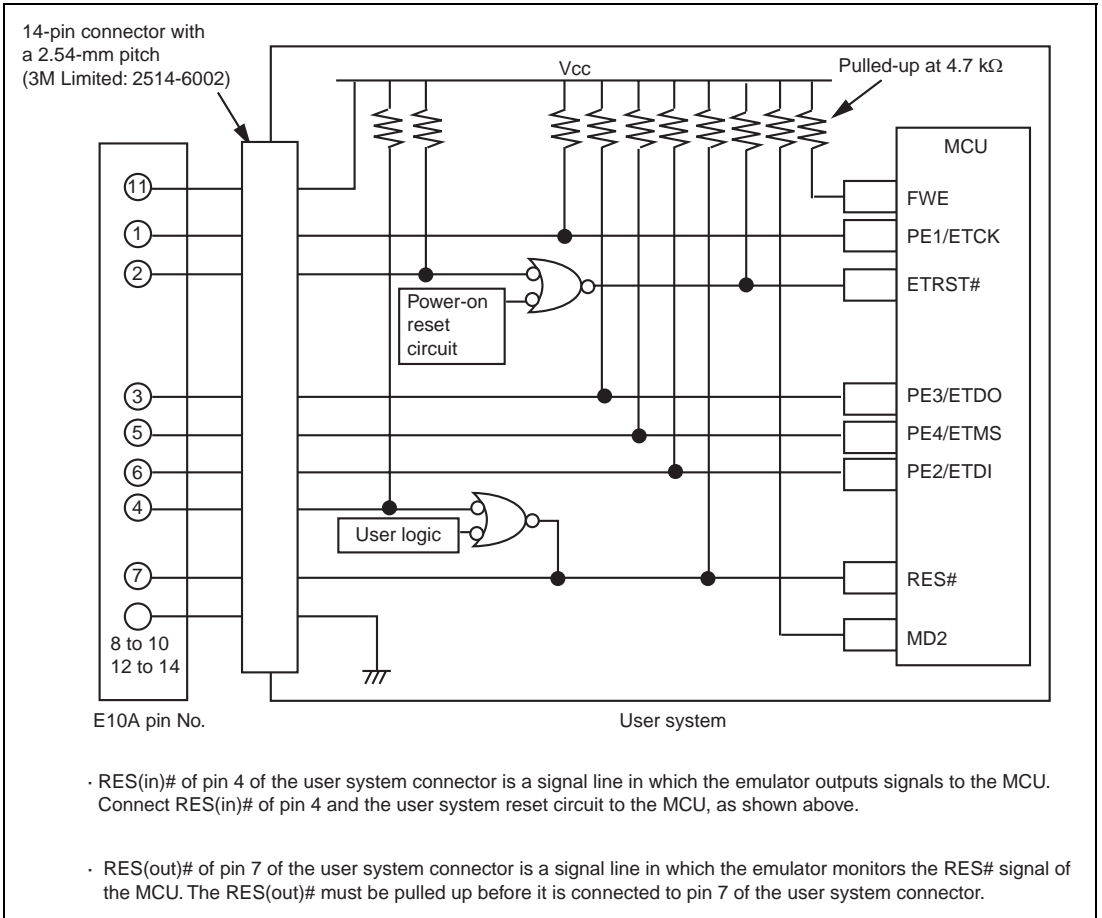 14-pin connector with
a 2.54-mm pitch
(3M Limited: 2514-6002)
Vcc
Pulled-up at 4.7 kΩ
MCU
11
FWE
1
PE1/ETCK
2
ETRST#
Power-on
reset
circuit
3
PE3/ETDO
5
PE4/ETMS
6
PE2/ETDI
4
User logic
7
RES#
8 to 10
12 to 14
MD2
E10A pin No.
User system
· RES(in)# of pin 4 of the user system connector is a signal line in which the emulator outputs signals to the MCU.
Connect RES(in)# of pin 4 and the user system reset circuit to the MCU, as shown above.
· RES(out)# of pin 7 of the user system connector is a signal line in which the emulator monitors the RES# signal of
the MCU. The RES(out)# must be pulled up before it is connected to pin 7 of the user system connector.